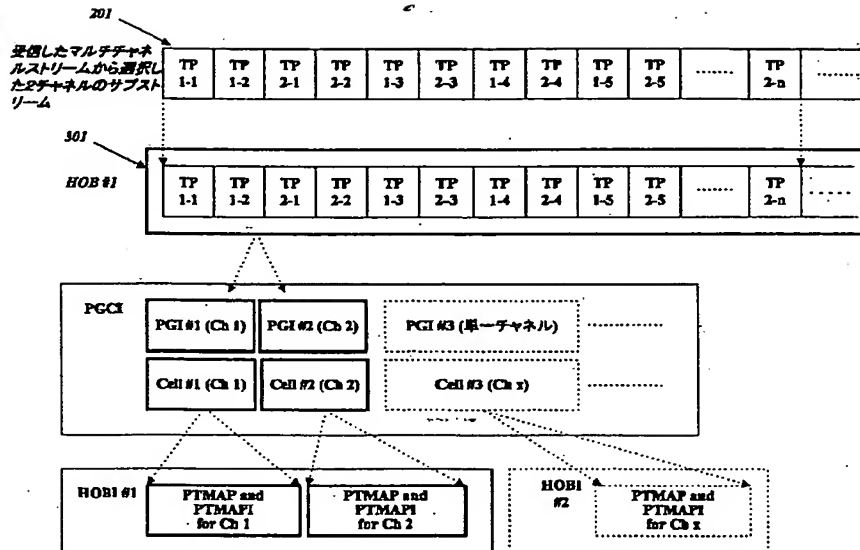 201
受信したマルチチャネ
ルストリームから選択し
た2チャネルのサブスト
リーム
TP 1-1 TP 1-2 TP 2-1 TP 2-2 TP 1-3 TP 2-3 TP 1-4 TP 2-4 TP 1-5 TP 2-5 ........ TP 2-n ........
301
HOB #1
TP 1-1 TP 1-2 TP 2-1 TP 2-2 TP 1-3 TP 2-3 TP 1-4 TP 2-4 TP 1-5 TP 2-5 ........ TP 2-n ........
PGCI
PGI #1 (Ch 1) PGI #2 (Ch 2) PGI #3 (単一チャネル) ............
Cell #1 (Ch 1) Cell #2 (Ch 2) Cell #3 (Ch x) ............
HOBI #1
PTMAP and
PTMAPI
for Ch 1
PTMAP and
PTMAPI
for Ch 2
HOBI
#2
PTMAP and
PTMAPI
for Ch x